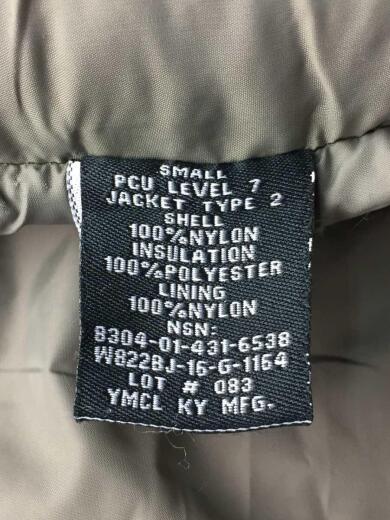 SMALL
PCU LEVEL 7
JACKET TYPE 2
SHELL
100%NYLON
INSULATION
100%POLYESTER
LINING
100%NYLON
NSN:
8304-01-431-6538
W822BJ-16-G-1164
LOT # 083
YMCL KY MFG-